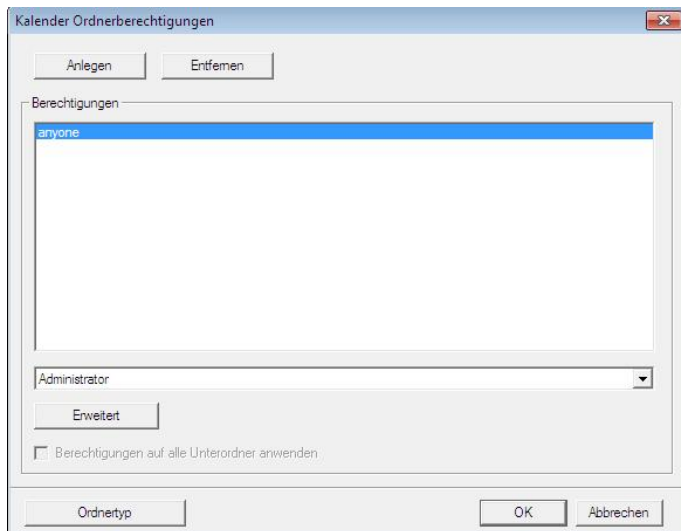 Kalender Ordnerberechtigungen
Anlegen Entfernen
Berechtigungen
anyone
Administrator
Erweitert
Berechtigungen auf alle Unterordner anwenden
Ordnertyp OK Abbrechen